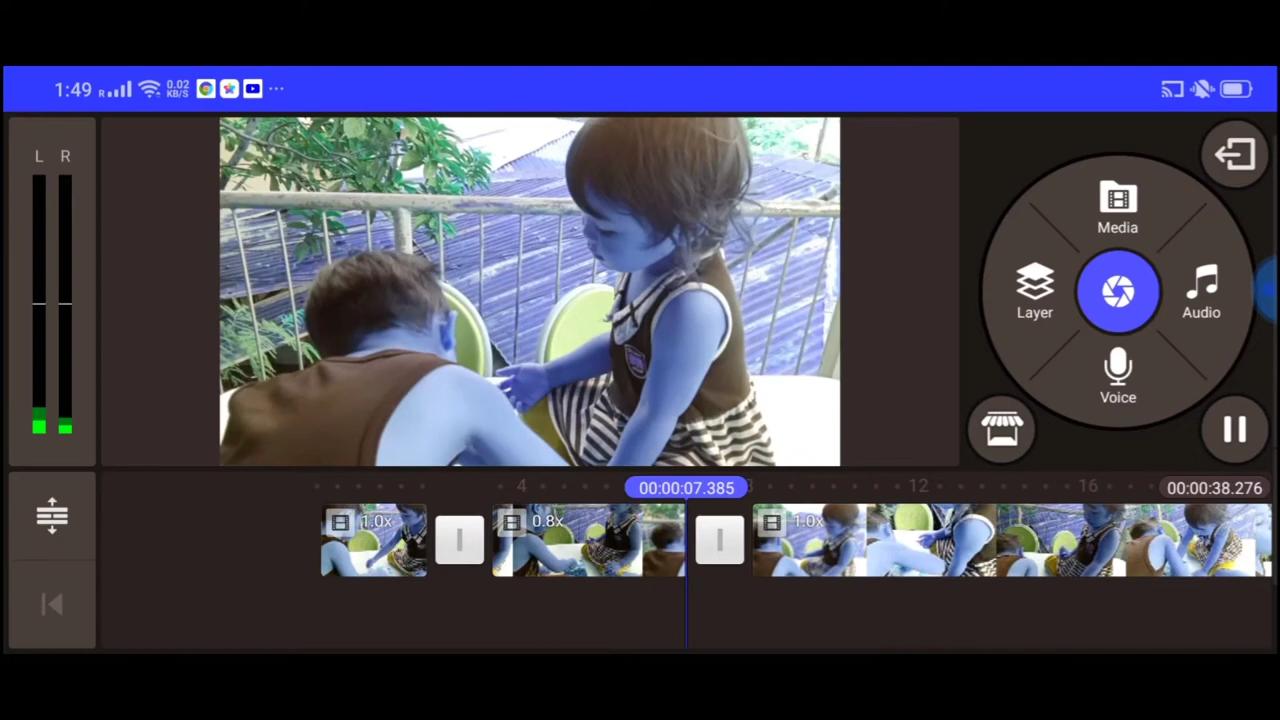 1:49 R 0.02 KB/S
L R
Media
Layer
Audio
Voice
4 00:00:07.385 8 12 16 00:00:38.276
1.0x 0.8x 1.0x